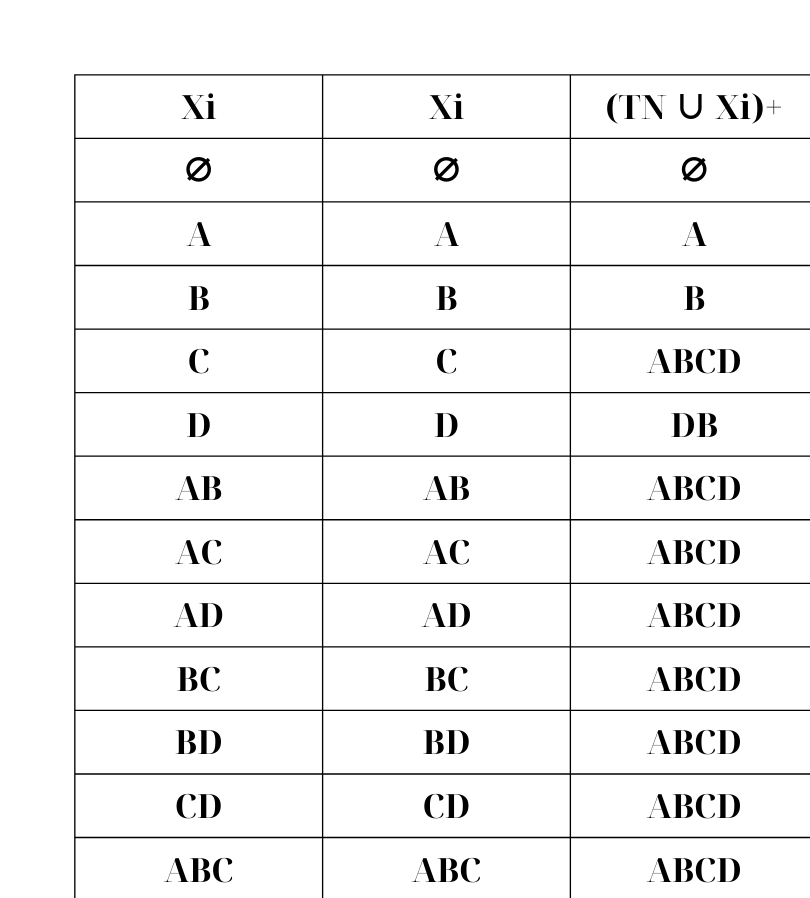 Xi Xi (TN ∪ Xi)+
∅ ∅ ∅
A A A
B B B
C C ABCD
D D DB
AB AB ABCD
AC AC ABCD
AD AD ABCD
BC BC ABCD
BD BD ABCD
CD CD ABCD
ABC ABC ABCD